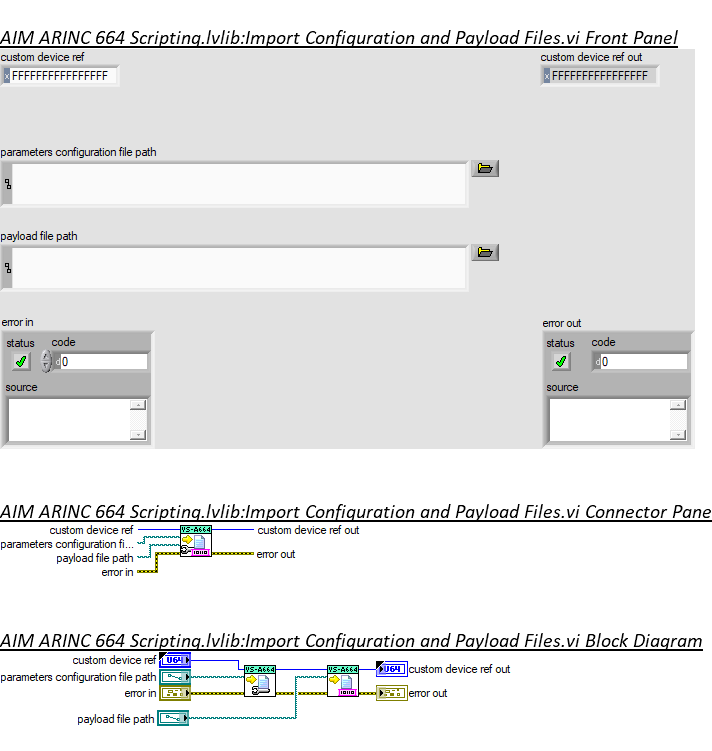 AIM ARINC 664 Scripting.lvlib:Import Configuration and Payload Files.vi Front Panel
custom device ref
custom device ref out
x FFFFFFFFFFFFFFFF
x FFFFFFFFFFFFFFFF
parameters configuration file path
payload file path
error in
error out
status code
status code
d 0
d 0
source
source
AIM ARINC 664 Scripting.lvlib:Import Configuration and Payload Files.vi Connector Pane
custom device ref
VS-A664
custom device ref out
parameters configuration fi...
payload file path
error out
error in
AIM ARINC 664 Scripting.lvlib:Import Configuration and Payload Files.vi Block Diagram
custom device ref
U64
VS-A664
VS-A664
U64
custom device ref out
parameters configuration file path
error in
error out
payload file path